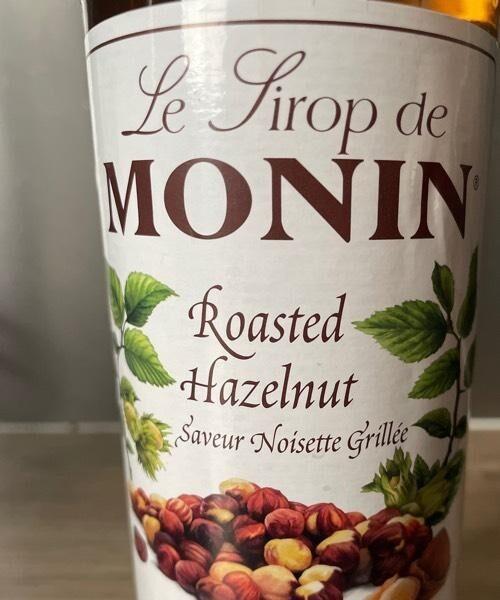 Le Sirop de
MONIN®
Roasted
Hazelnut
Saveur Noisette Grillée